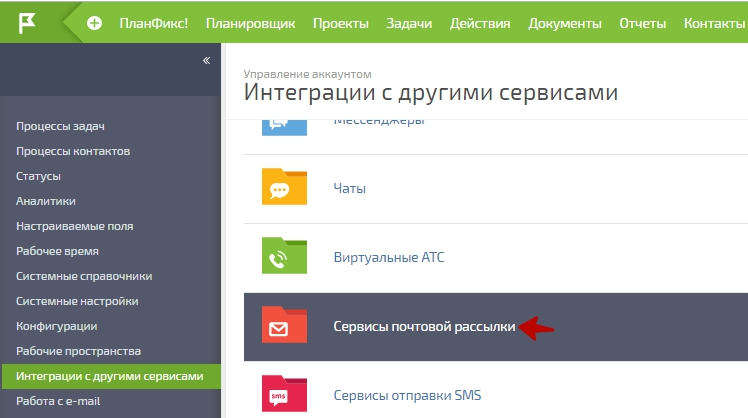 ПланФикс! Планировщик Проекты Задачи Действия Документы Отчеты Контакты
«
Процессы задач
Процессы контактов
Статусы
Аналитики
Настраиваемые поля
Рабочее время
Системные справочники
Системные настройки
Конфигурации
Рабочие пространства
Интеграции с другими сервисами
Работа с e-mail
Управление аккаунтом
Интеграции с другими сервисами
Мессенджеры
Чаты
Виртуальные АТС
Сервисы почтовой рассылки
sms
Сервисы отправки SMS